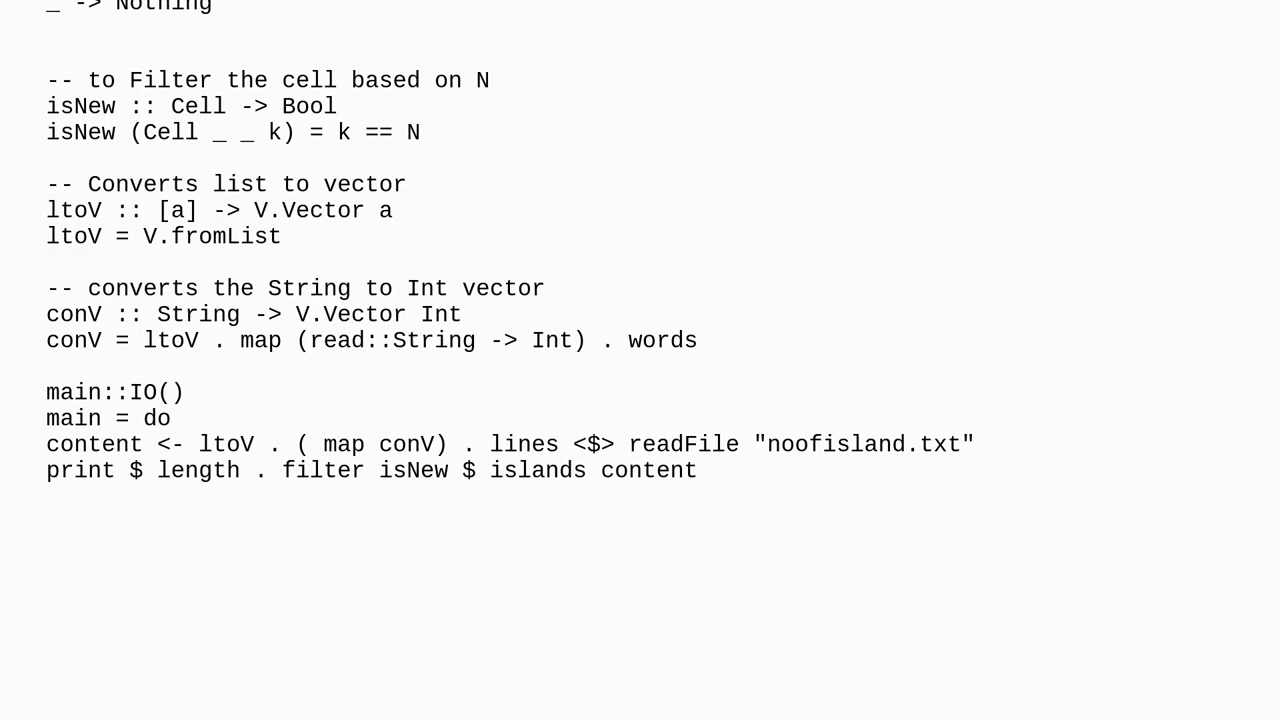 _ -> Nothing
-- to Filter the cell based on N
isNew :: Cell -> Bool
isNew (Cell _ _ k) = k == N
-- Converts list to vector
ltoV :: [a] -> V.Vector a
ltoV = V.fromList
-- converts the String to Int vector
conV :: String -> V.Vector Int
conV = ltoV . map (read::String -> Int) . words
main::IO()
main = do
content <- ltoV . ( map conV) . lines <$> readFile "noofisland.txt"
print $ length . filter isNew $ islands content